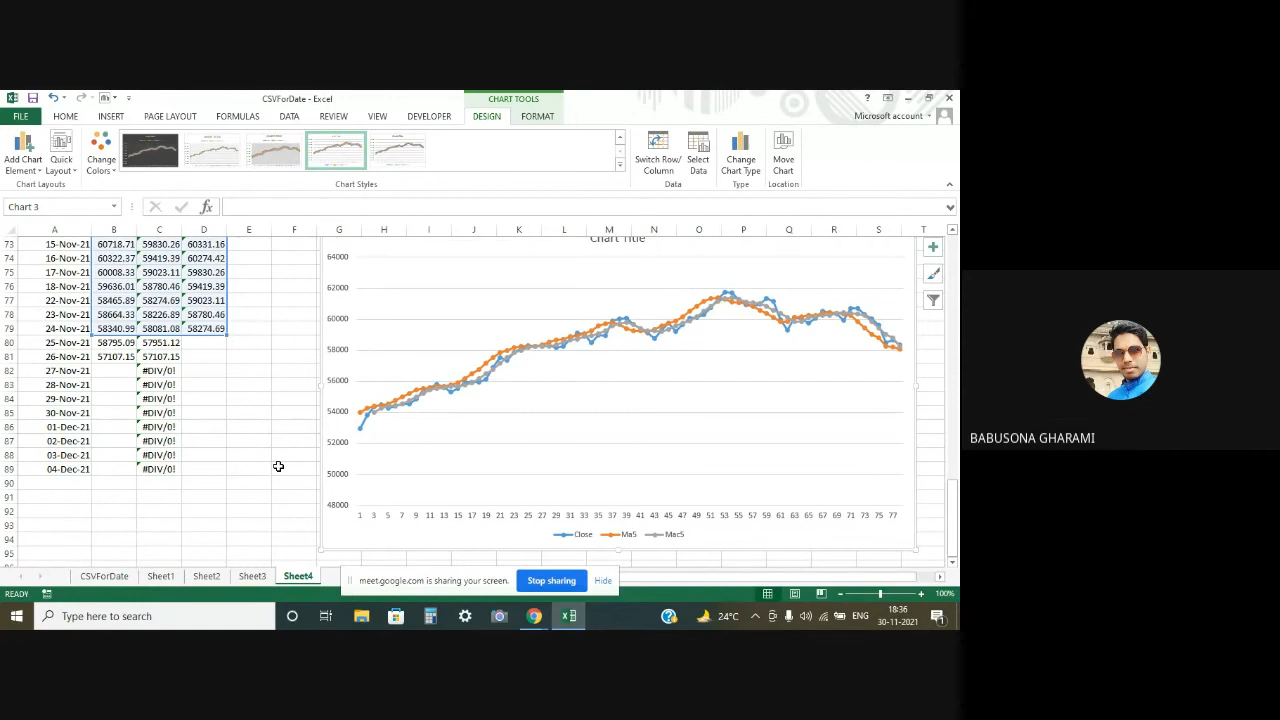 CSVForDate - Excel
CHART TOOLS
?
FILE
HOME
INSERT
PAGE LAYOUT
FORMULAS
DATA
REVIEW
VIEW
DEVELOPER
DESIGN
FORMAT
Microsoft account
Add Chart
Element
Quick
Layout
Change
Colors
Switch Row/
Column
Select
Data
Change
Chart Type
Move
Chart
Chart Layouts
Chart Styles
Data
Type
Location
Chart 3
fx
A B C D E F G H I J K L M N O P Q R S T
73 15-Nov-21 60718.71 59830.26 60331.16
74 16-Nov-21 60322.37 59419.39 60274.42
75 17-Nov-21 60008.33 59023.11 59830.26
76 18-Nov-21 59636.01 58780.46 59419.39
77 22-Nov-21 58465.89 58274.69 59023.11
78 23-Nov-21 58664.33 58226.89 58780.46
79 24-Nov-21 58340.99 58081.08 58274.69
80 25-Nov-21 58795.09 57951.12
81 26-Nov-21 57107.15 57107.15
82 27-Nov-21 #DIV/0!
83 28-Nov-21 #DIV/0!
84 29-Nov-21 #DIV/0!
85 30-Nov-21 #DIV/0!
86 01-Dec-21 #DIV/0!
87 02-Dec-21 #DIV/0!
88 03-Dec-21 #DIV/0!
89 04-Dec-21 #DIV/0!
90
91
92
93
94
95
Chart Title
64000
62000
60000
58000
56000
54000
52000
50000
48000
1 3 5 7 9 11 13 15 17 19 21 23 25 27 29 31 33 35 37 39 41 43 45 47 49 51 53 55 57 59 61 63 65 67 69 71 73 75 77
Close Ma5 Mac5
CSVForDate
Sheet1
Sheet2
Sheet3
Sheet4
meet.google.com is sharing your screen.
Stop sharing
Hide
READY
100%
Type here to search
24°C
ENG
18:36
30-11-2021
1
BABUSONA GHARAMI